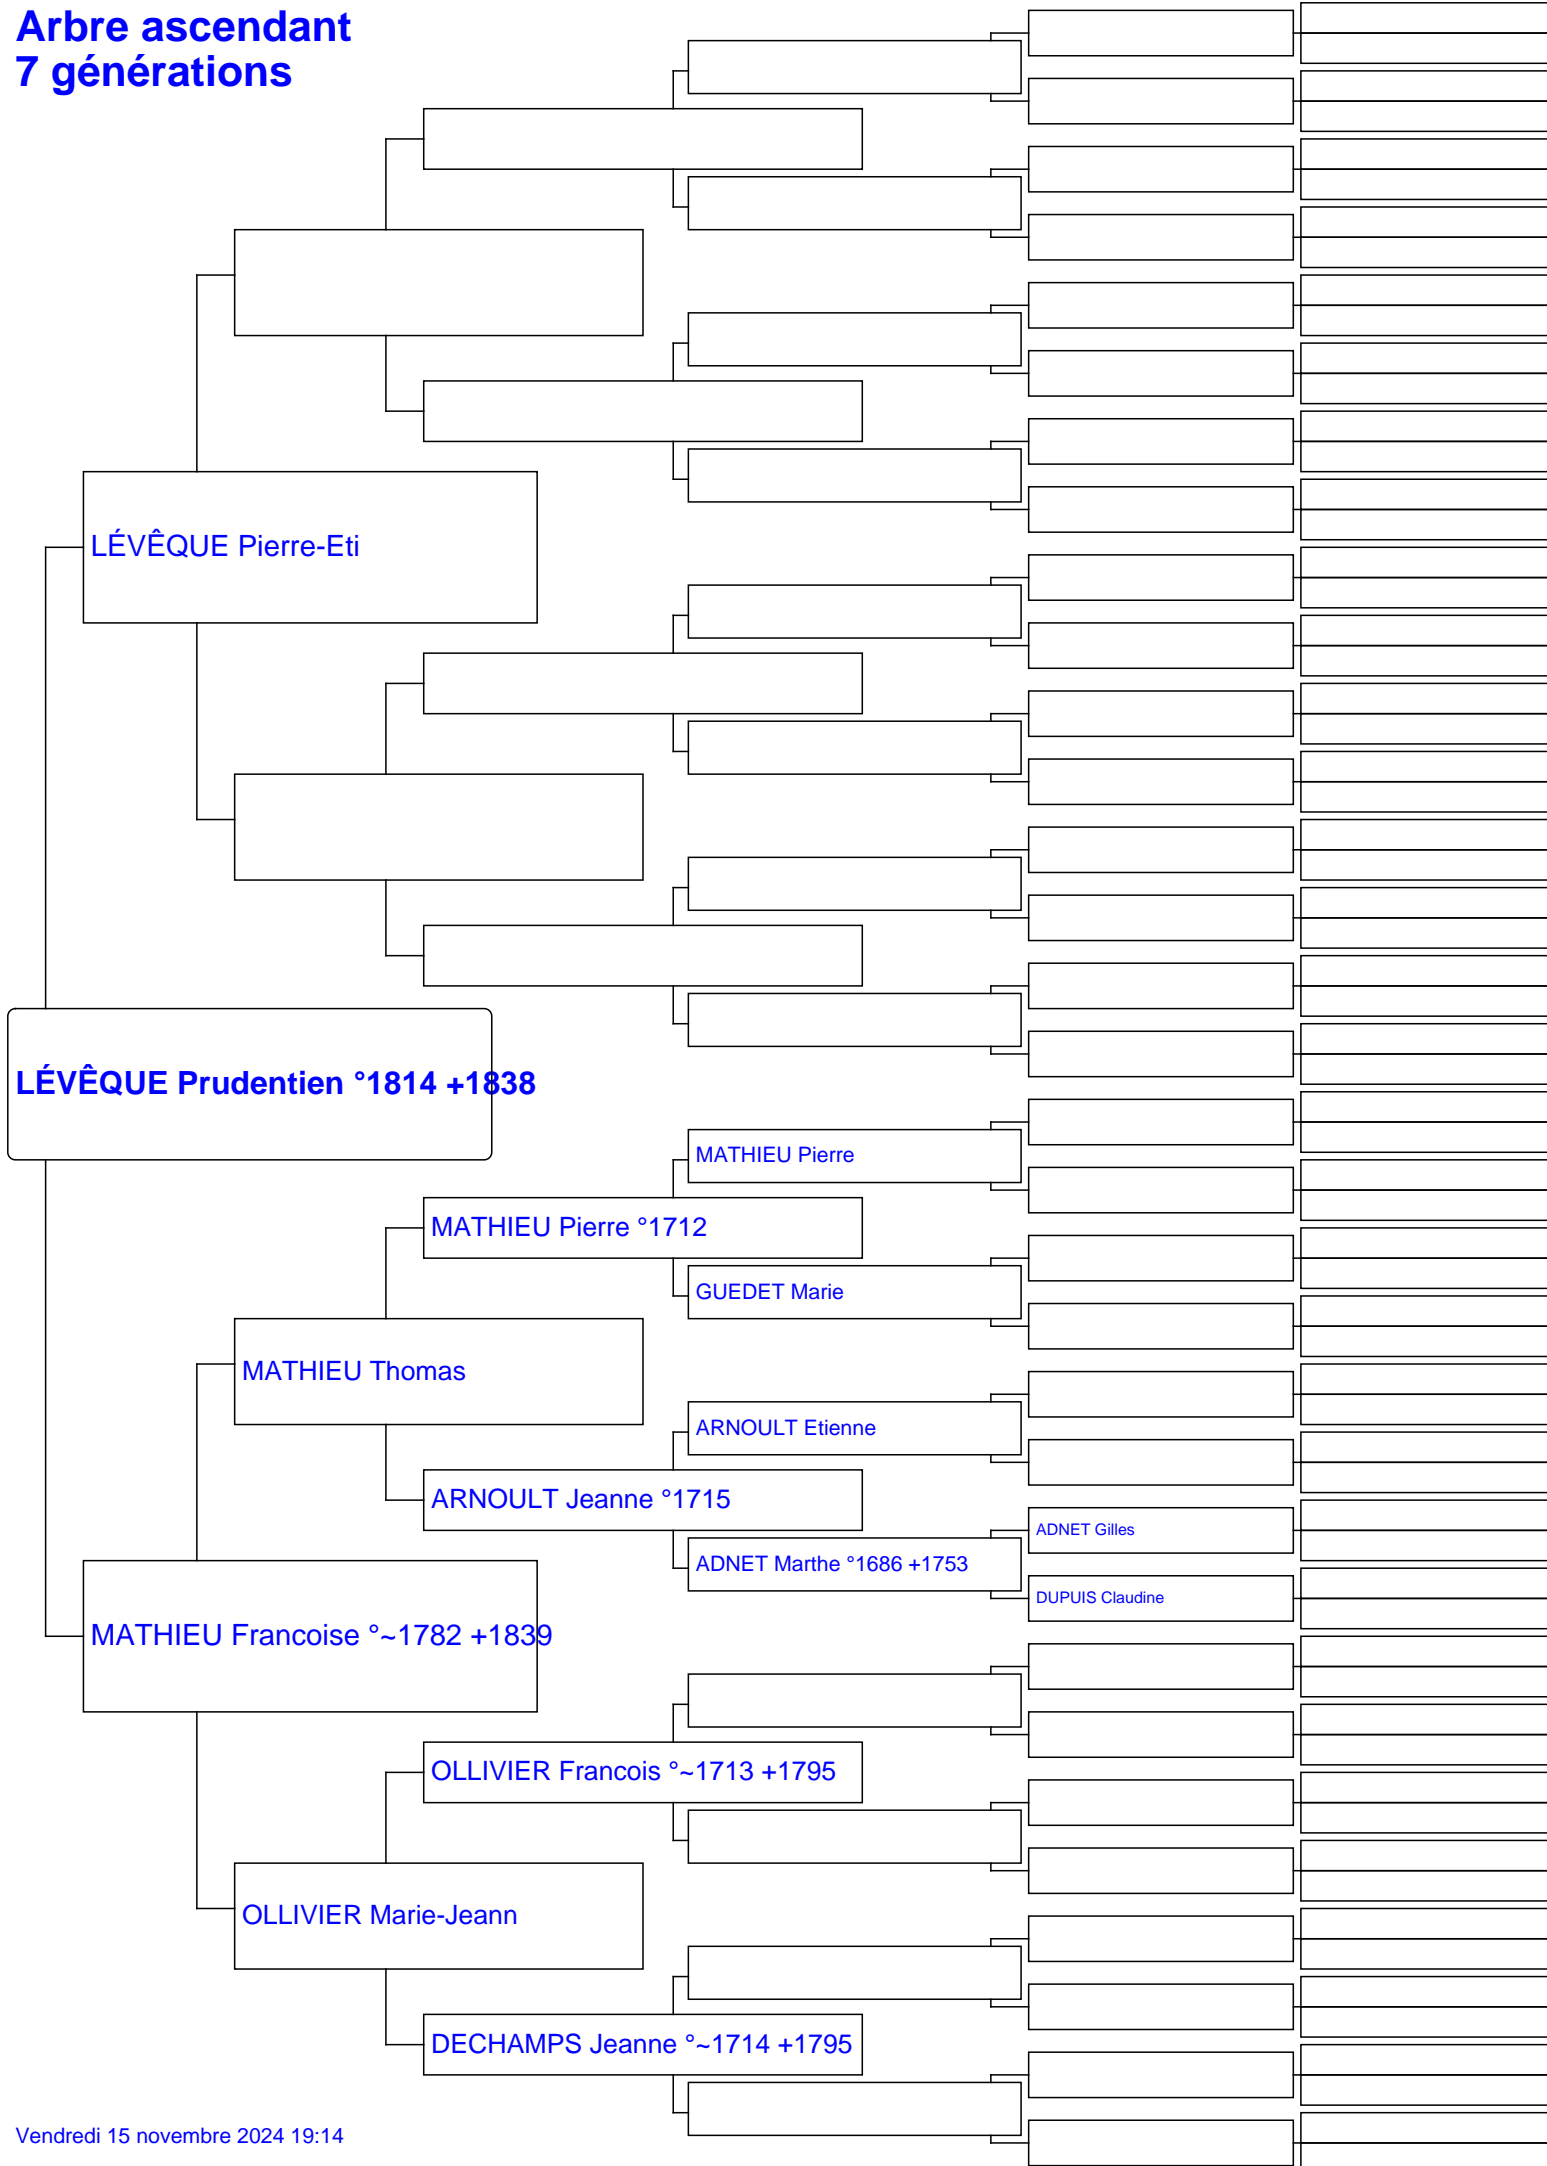 Arbre ascendant
7 générations
LÉVÊQUE Pierre-Eti
LÉVÊQUE Prudentien °1814 +1838
MATHIEU Pierre
MATHIEU Pierre °1712
GUEDET Marie
MATHIEU Thomas
ARNOULT Etienne
ARNOULT Jeanne °1715
ADNET Gilles
ADNET Marthe °1686 +1753
DUPUIS Claudine
MATHIEU Francoise °~1782 +1839
OLLIVIER Francois °~1713 +1795
OLLIVIER Marie-Jeann
DECHAMPS Jeanne °~1714 +1795
Vendredi 15 novembre 2024 19:14